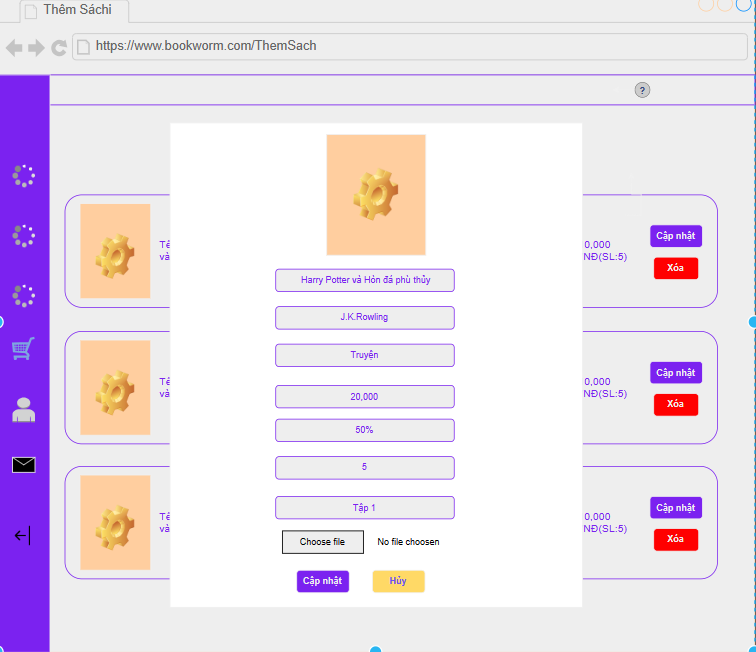 Thêm Sáchi
https://www.bookworm.com/ThemSach
?
Harry Potter và Hòn đá phù thủy
J.K.Rowling
Truyện
20,000
50%
5
Tập 1
Choose file
No file choosen
Cập nhật
Hủy
Tê
và
0,000
NĐ(SL:5)
Cập nhật
Xóa
Tê
và
0,000
NĐ(SL:5)
Cập nhật
Xóa
Tê
và
0,000
NĐ(SL:5)
Cập nhật
Xóa